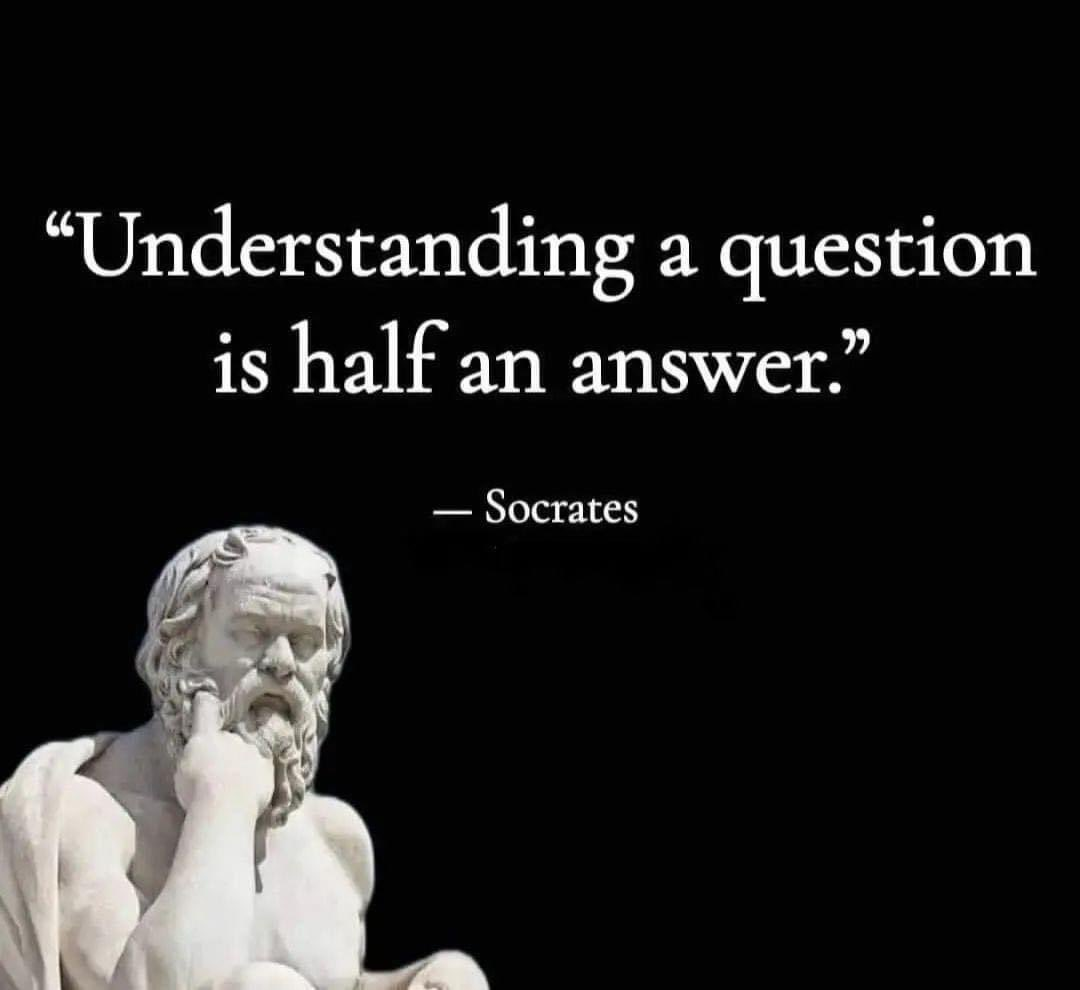 “Understanding a question
is half an answer.”
— Socrates